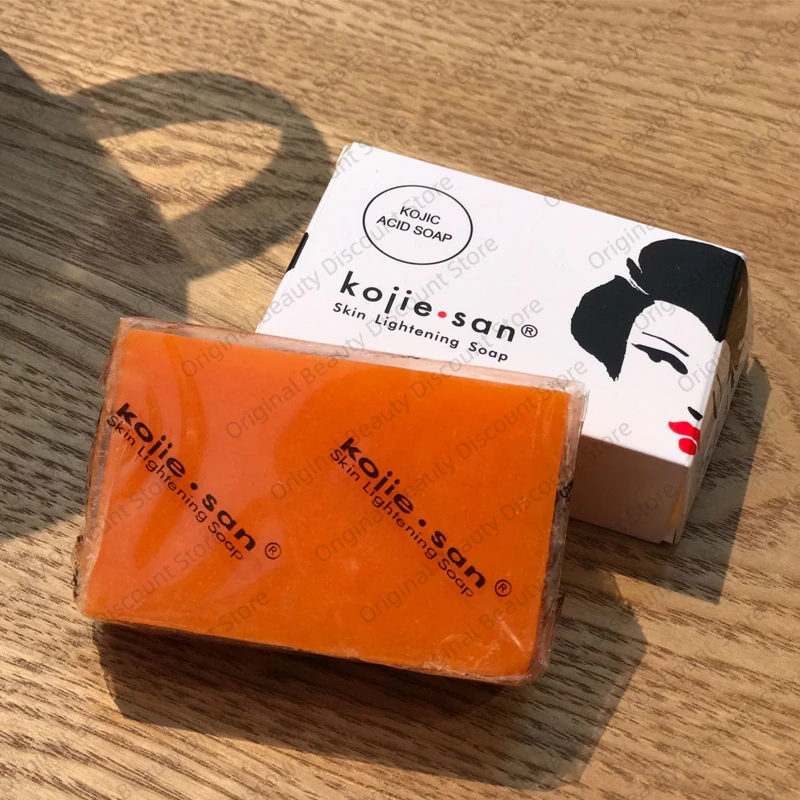 KOJIC
ACID SOAP
kojie•san®
Skin Lightening Soap
kojie•san®
Skin Lightening Soap
kojie•san®
Skin Lightening Soap
Original Beauty Discount Store